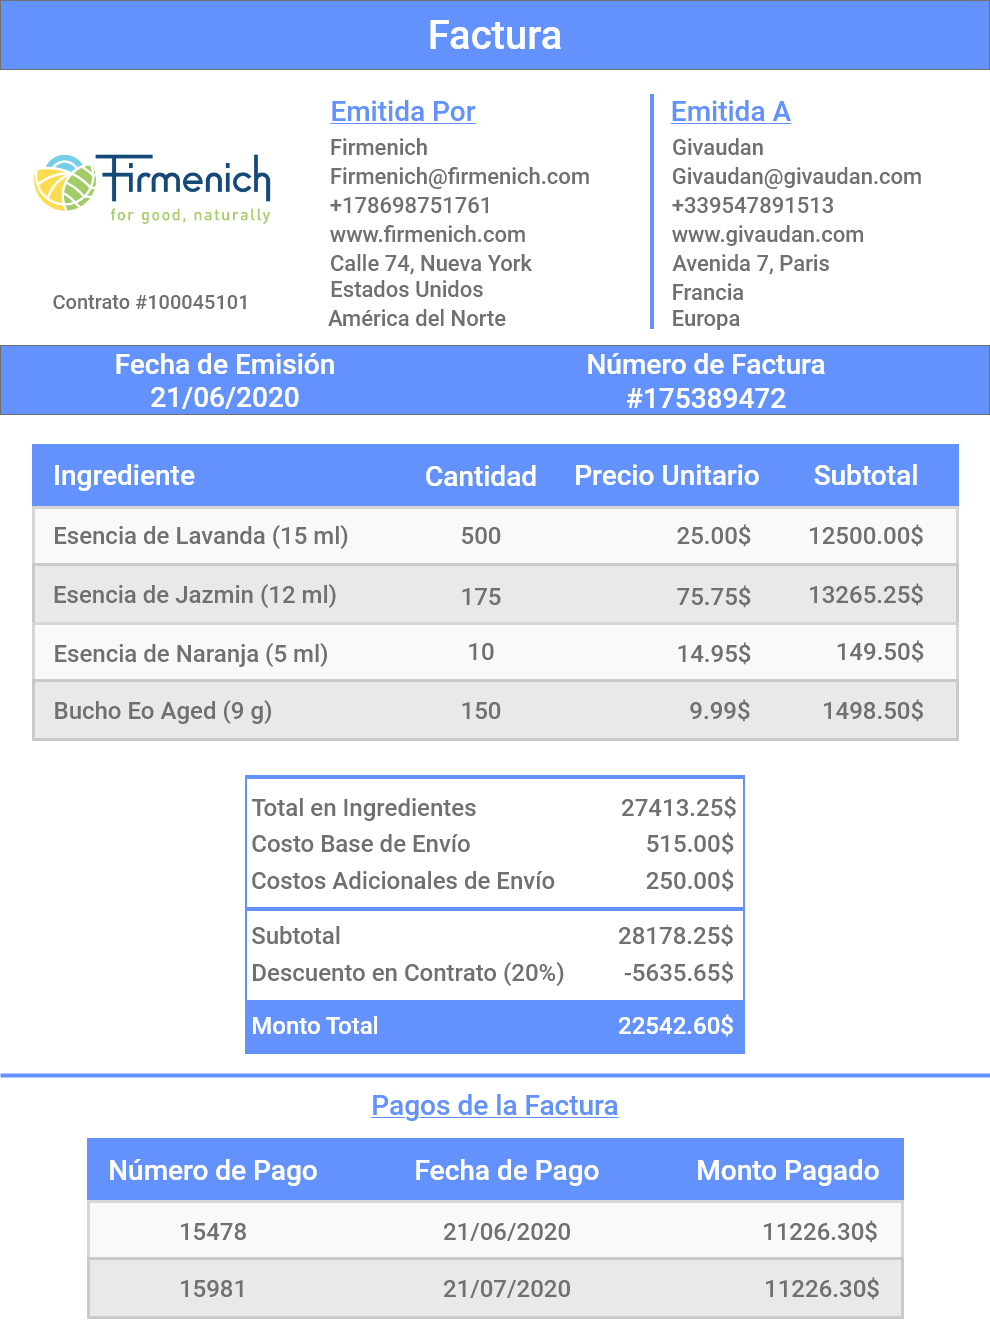 Factura
Firmenich
for good, naturally
Contrato #100045101
Emitida Por
Firmenich
Firmenich@firmenich.com
+178698751761
www.firmenich.com
Calle 74, Nueva York
Estados Unidos
América del Norte
Emitida A
Givaudan
Givaudan@givaudan.com
+339547891513
www.givaudan.com
Avenida 7, Paris
Francia
Europa
Fecha de Emisión
21/06/2020
Número de Factura
#175389472
Ingrediente Cantidad Precio Unitario Subtotal
Esencia de Lavanda (15 ml) 500 25.00$ 12500.00$
Esencia de Jazmin (12 ml) 175 75.75$ 13265.25$
Esencia de Naranja (5 ml) 10 14.95$ 149.50$
Bucho Eo Aged (9 g) 150 9.99$ 1498.50$
Total en Ingredientes 27413.25$
Costo Base de Envío 515.00$
Costos Adicionales de Envío 250.00$
Subtotal 28178.25$
Descuento en Contrato (20%) -5635.65$
Monto Total 22542.60$
Pagos de la Factura
Número de Pago Fecha de Pago Monto Pagado
15478 21/06/2020 11226.30$
15981 21/07/2020 11226.30$